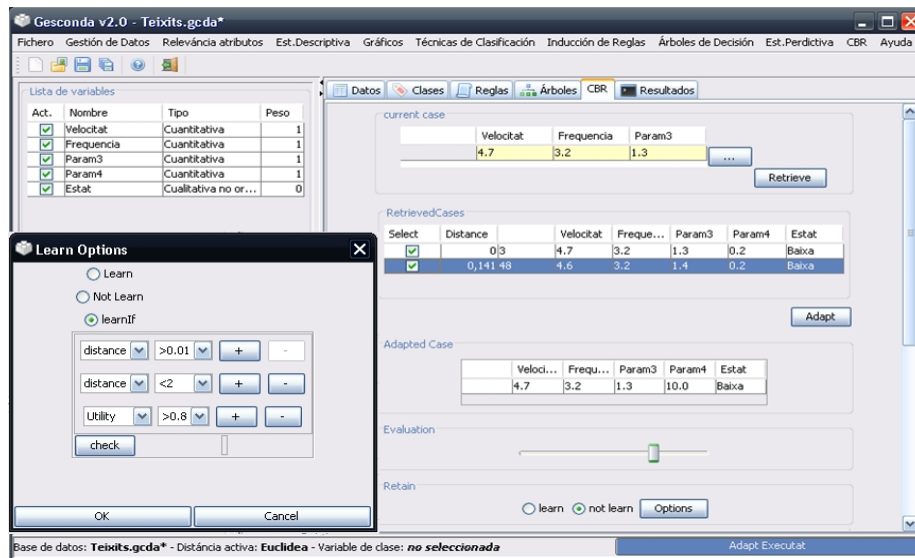 Gesconda v2.0 - Teixits.gcda*
Fichero Gestión de Datos Relevància atributos Est.Descriptiva Gráficos Técnicas de Clasificación Inducción de Reglas Árboles de Decisión Est.Perdictiva CBR Ayuda
Lista de variables
Act. Nombre Tipo Peso
Velocitat Cuantitativa 1
Frequencia Cuantitativa 1
Param3 Cuantitativa 1
Param4 Cuantitativa 1
Estat Cualitativa no or... 0
Datos Clases Reglas Árboles CBR Resultados
current case
Velocitat Frequencia Param3
4.7 3.2 1.3 ...
Retrieve
RetrievedCases
Select Distance Velocitat Freque... Param3 Param4 Estat
0 3 4.7 3.2 1.3 0.2 Baixa
0,141 48 4.6 3.2 1.4 0.2 Baixa
Adapt
Adapted Case
Veloci... Frequ... Param3 Param4 Estat
4.7 3.2 1.3 10.0 Baixa
Evaluation
Retain
learn not learn Options
Learn Options
Learn
Not Learn
learnIf
distance >0.01 + -
distance <2 + -
Utility >0.8 + -
check
OK Cancel
Base de datos: Teixits.gcda* - Distáncia activa: Euclidea - Variable de clase: no seleccionada
Adapt Executat